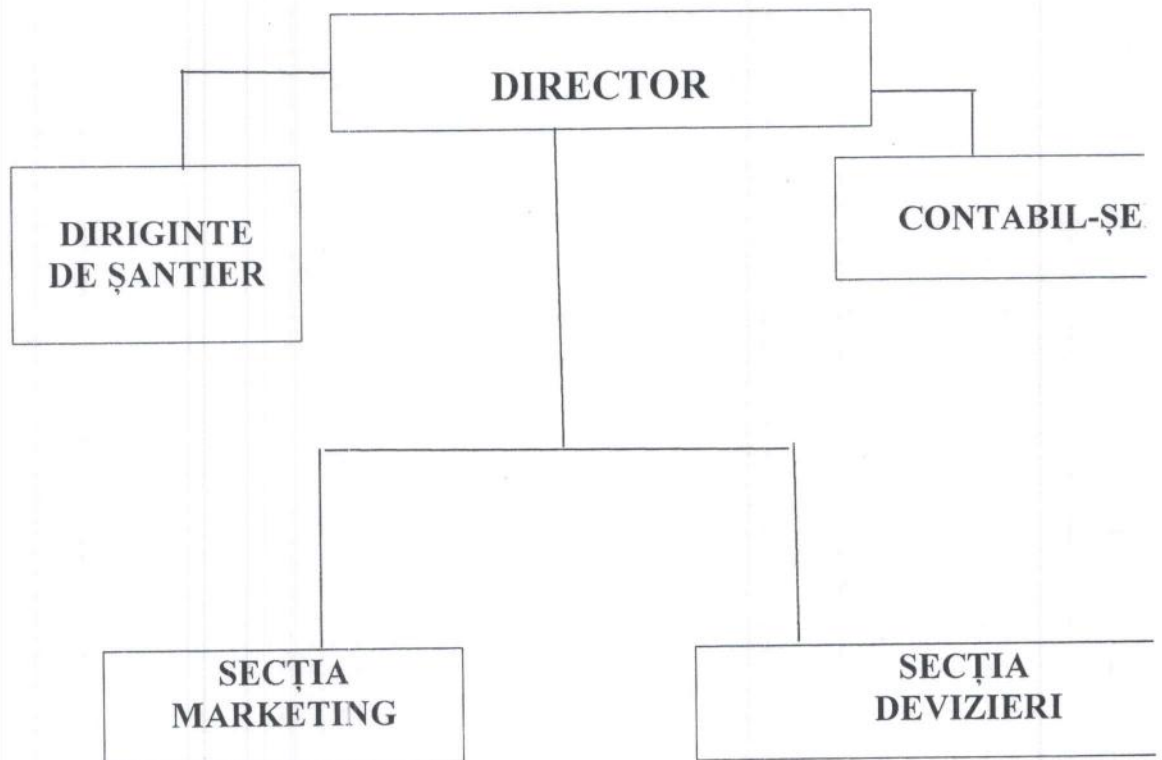 DIRECTOR
DIRIGINTE
DE ȘANTIER
CONTABIL-ȘE
SECȚIA
MARKETING
SECȚIA
DEVIZIERI